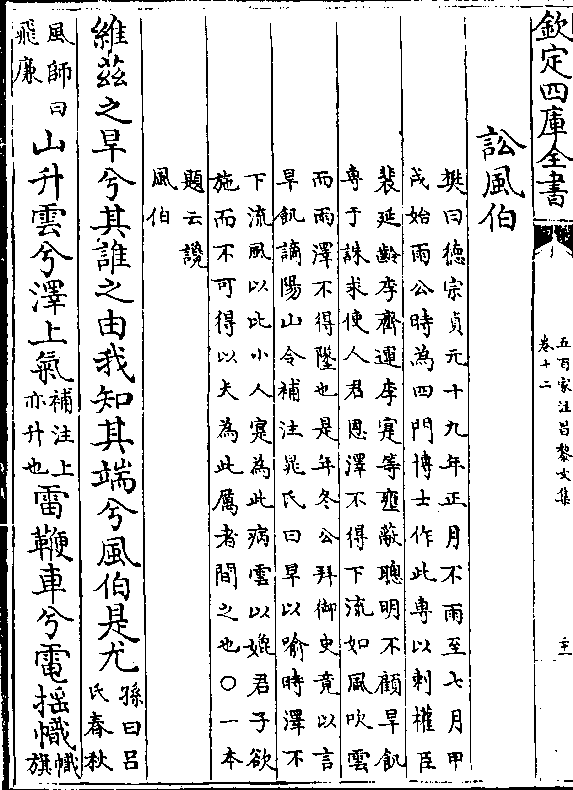 欽定四庫全書
五百家注昌黎文集
卷十二
訟風伯
樊曰德宗貞元十九年正月不雨至七月甲
戌始雨公時為四門博士作此專以刺權臣
裴延齡李齊運李寔等壅蔽聰明不顧旱飢
專于誅求使人君恩澤不得下流如風吹雲
而雨澤不得墜也是年冬公拜御史竟以言
旱飢謫陽山令補注晁氏曰旱以喻時澤不
下流風以比小人寔為此病雲以媲君子欲
施而不可得以夫為此厲者間之也○一本
題云讒
風伯
維茲之旱兮其誰之由我知其端兮風伯是尤孫曰吕氏春秋
風師曰飛廉山升雲兮澤上氣補注上亦升也雷鞭車兮電揺幟幟旗